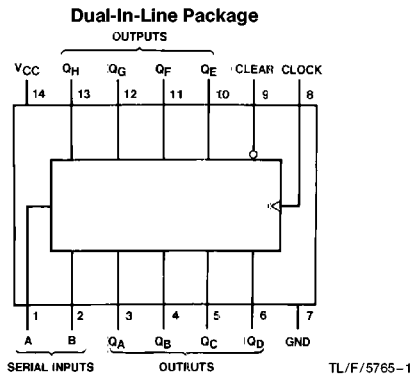 Dual-In-Line Package
OUTPUTS
VCC QH QG QF QE CLEAR CLOCK
14 13 12 11 10 9 8
1 2 3 4 5 6 7
A B QA QB QC QD GND
SERIAL INPUTS OUTRUTS
TL/F/5765-1